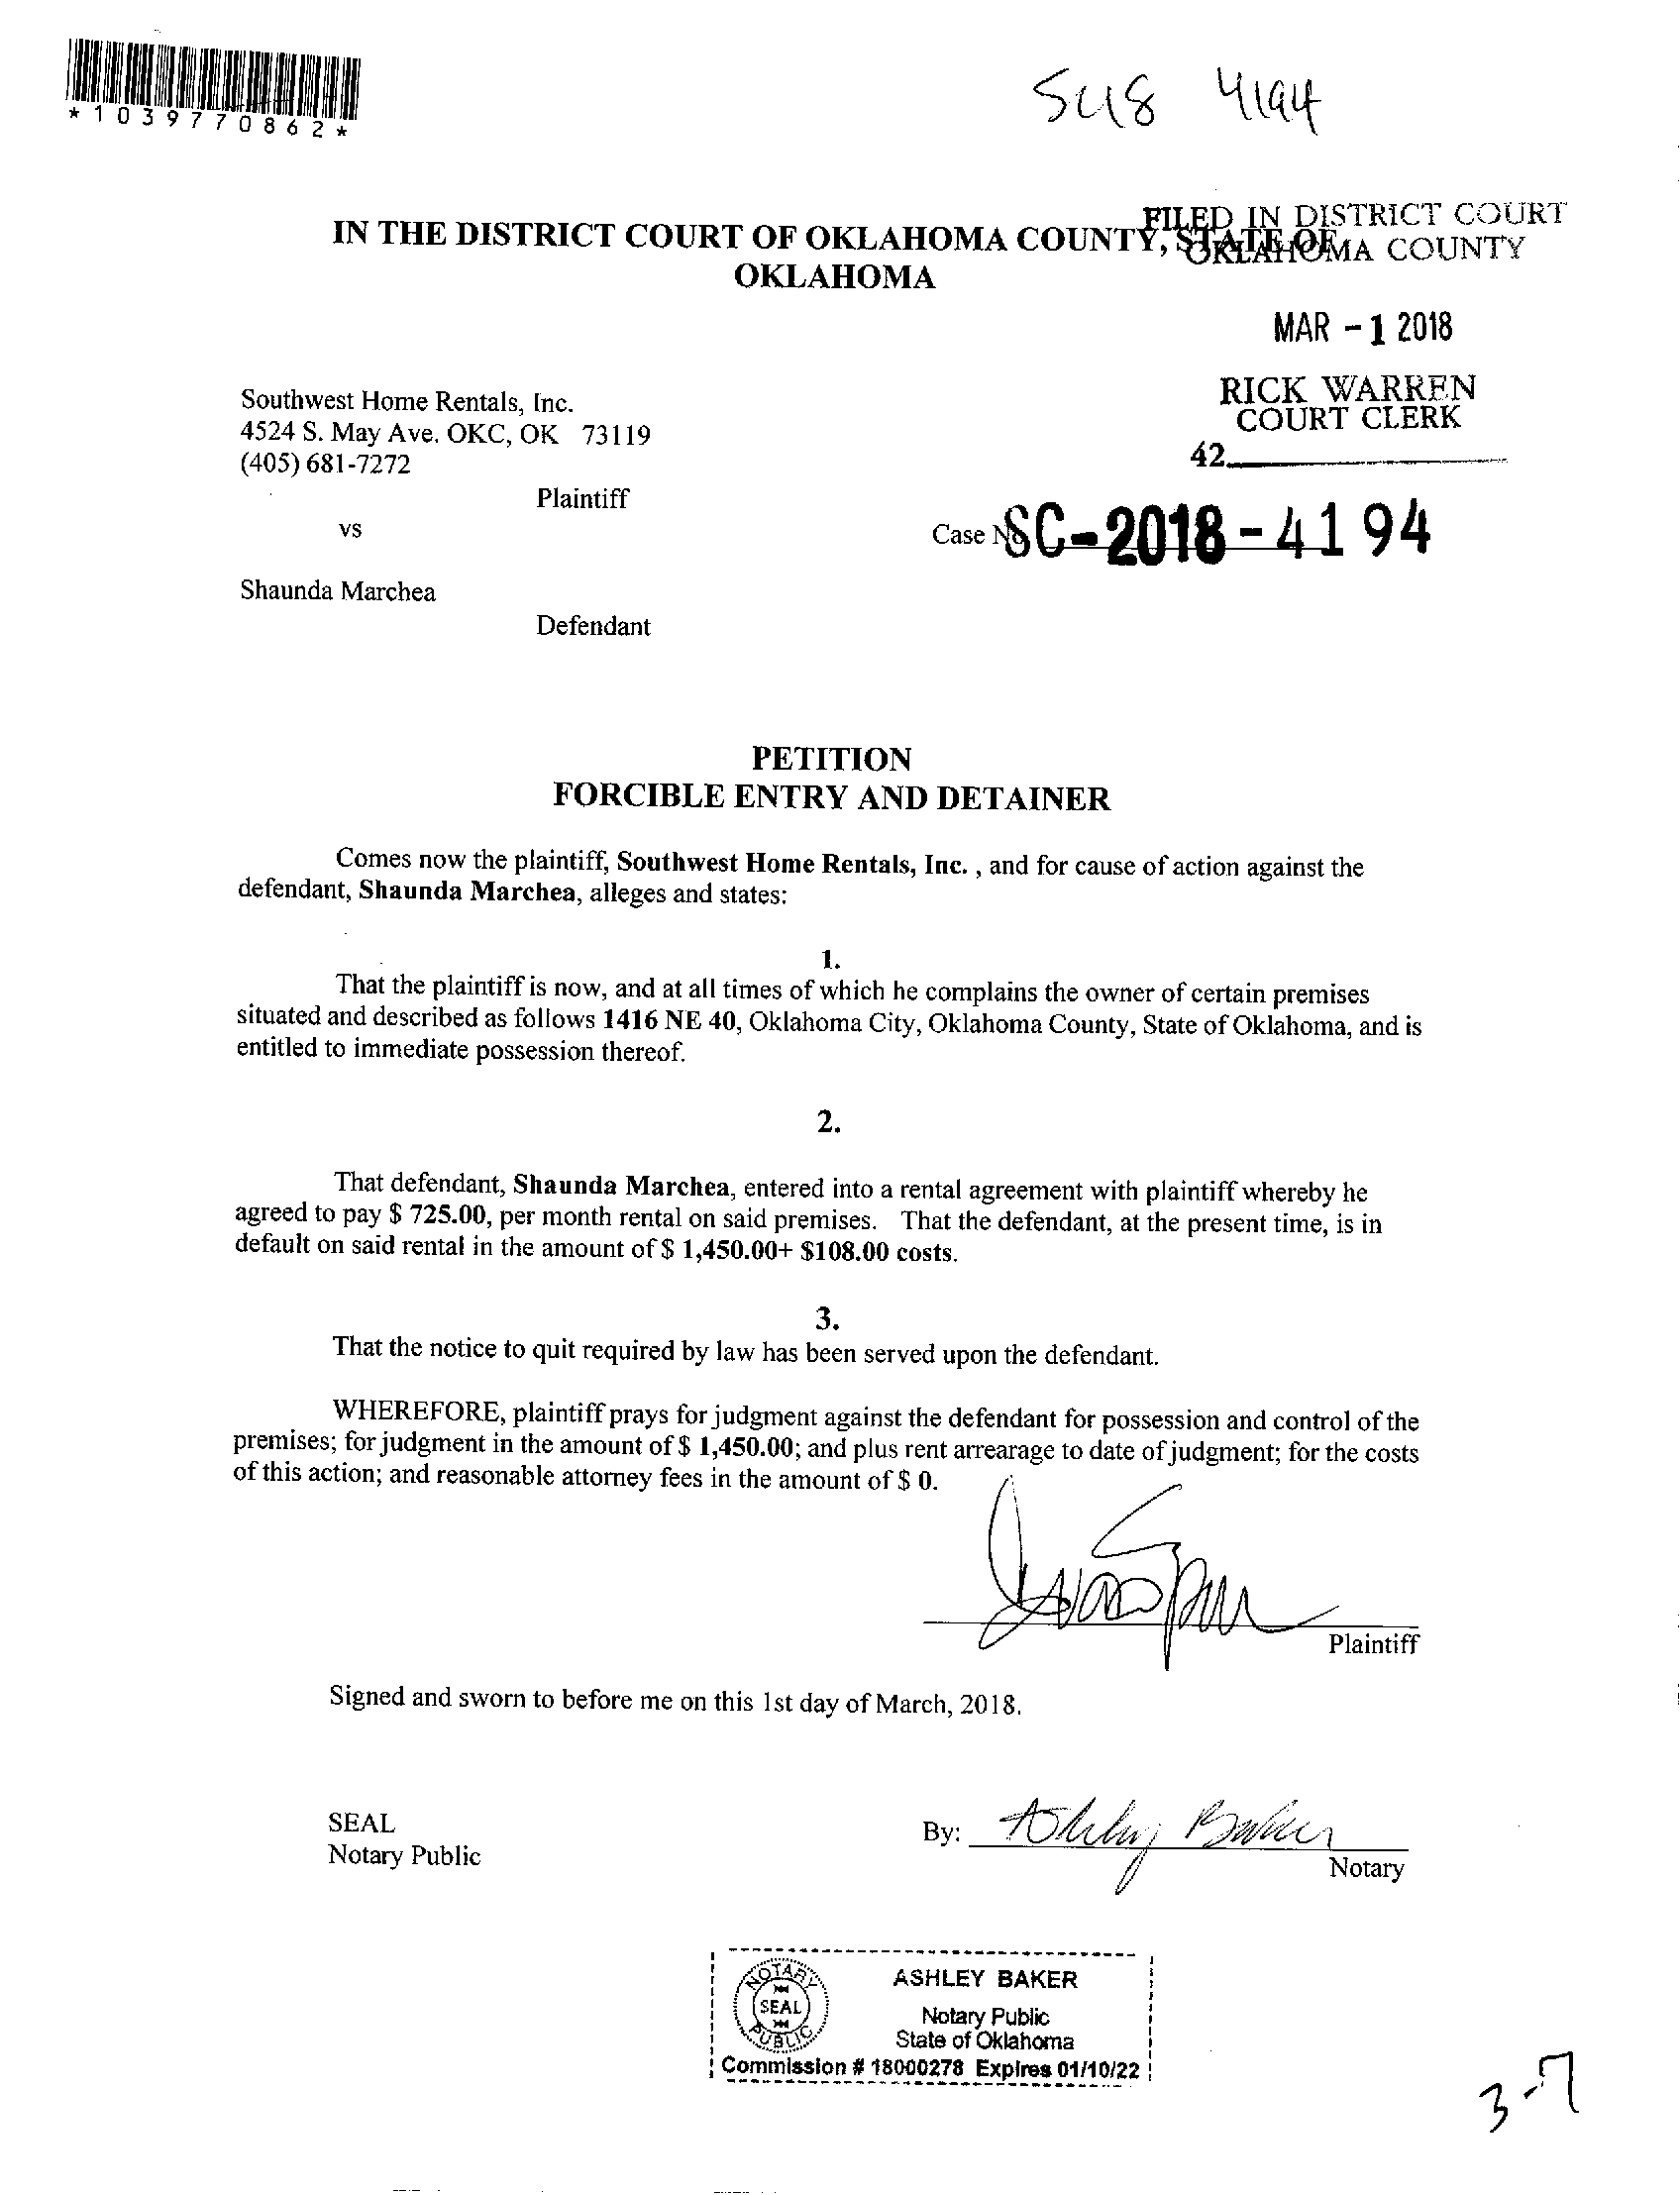 *1039770862*
4194
FILED IN DISTRICT COURT
OKLAHOMA COUNTY
IN THE DISTRICT COURT OF OKLAHOMA COUNTY, STATE OF
OKLAHOMA
MAR - 1 2018
RICK WARREN
COURT CLERK
42
Southwest Home Rentals, Inc.
4524 S. May Ave. OKC, OK 73119
(405) 681-7272
Plaintiff
vs
Case No SC-2018-4194
Shaunda Marchea
Defendant
PETITION
FORCIBLE ENTRY AND DETAINER
Comes now the plaintiff, Southwest Home Rentals, Inc. , and for cause of action against the
defendant, Shaunda Marchea, alleges and states:
1.
That the plaintiff is now, and at all times of which he complains the owner of certain premises
situated and described as follows 1416 NE 40, Oklahoma City, Oklahoma County, State of Oklahoma, and is
entitled to immediate possession thereof.
2.
That defendant, Shaunda Marchea, entered into a rental agreement with plaintiff whereby he
agreed to pay $ 725.00, per month rental on said premises. That the defendant, at the present time, is in
default on said rental in the amount of $ 1,450.00+ $108.00 costs.
3.
That the notice to quit required by law has been served upon the defendant.
WHEREFORE, plaintiff prays for judgment against the defendant for possession and control of the
premises; for judgment in the amount of $ 1,450.00; and plus rent arrearage to date of judgment; for the costs
of this action; and reasonable attorney fees in the amount of $ 0.
Plaintiff
Signed and sworn to before me on this 1st day of March, 2018.
SEAL
Notary Public
By: Ashley Baker
Notary
NOTARY
SEAL
PUBLIC
ASHLEY BAKER
Notary Public
State of Oklahoma
Commission # 18000278 Expires 01/10/22
3-7